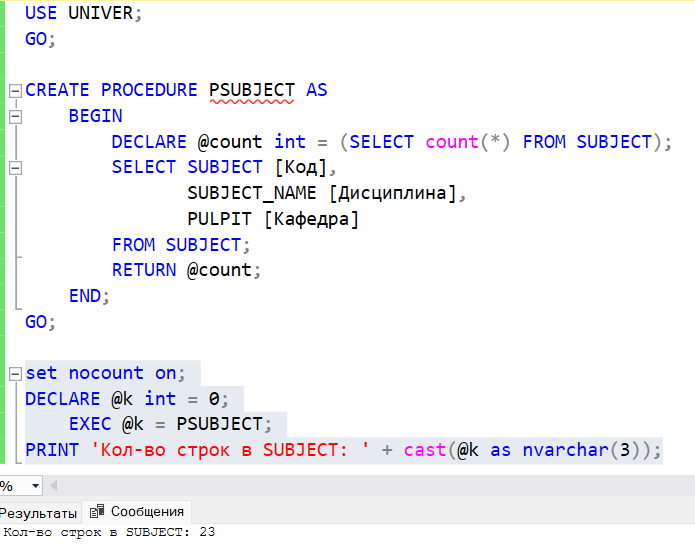 USE UNIVER;
GO;
CREATE PROCEDURE PSUBJECT AS
BEGIN
DECLARE @count int = (SELECT count(*) FROM SUBJECT);
SELECT SUBJECT [Код],
SUBJECT_NAME [Дисциплина],
PULPIT [Кафедра]
FROM SUBJECT;
RETURN @count;
END;
GO;
set nocount on;
DECLARE @k int = 0;
EXEC @k = PSUBJECT;
PRINT 'Кол-во строк в SUBJECT: ' + cast(@k as nvarchar(3));
%
Результаты Сообщения
Кол-во строк в SUBJECT: 23